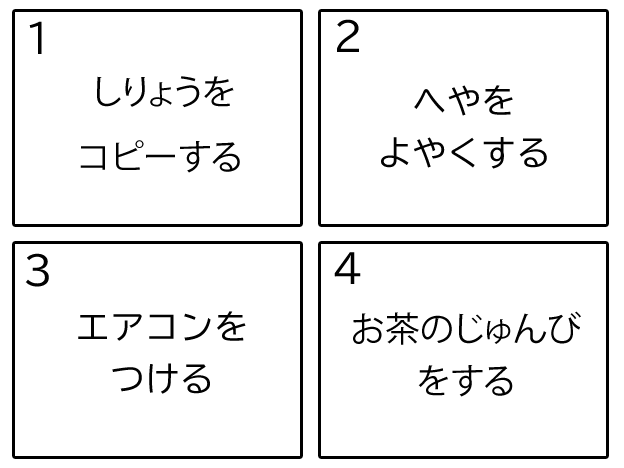 1
しりょうを
コピーする
2
へやを
よやくする
3
エアコンを
つける
4
お茶のじゅんび
をする